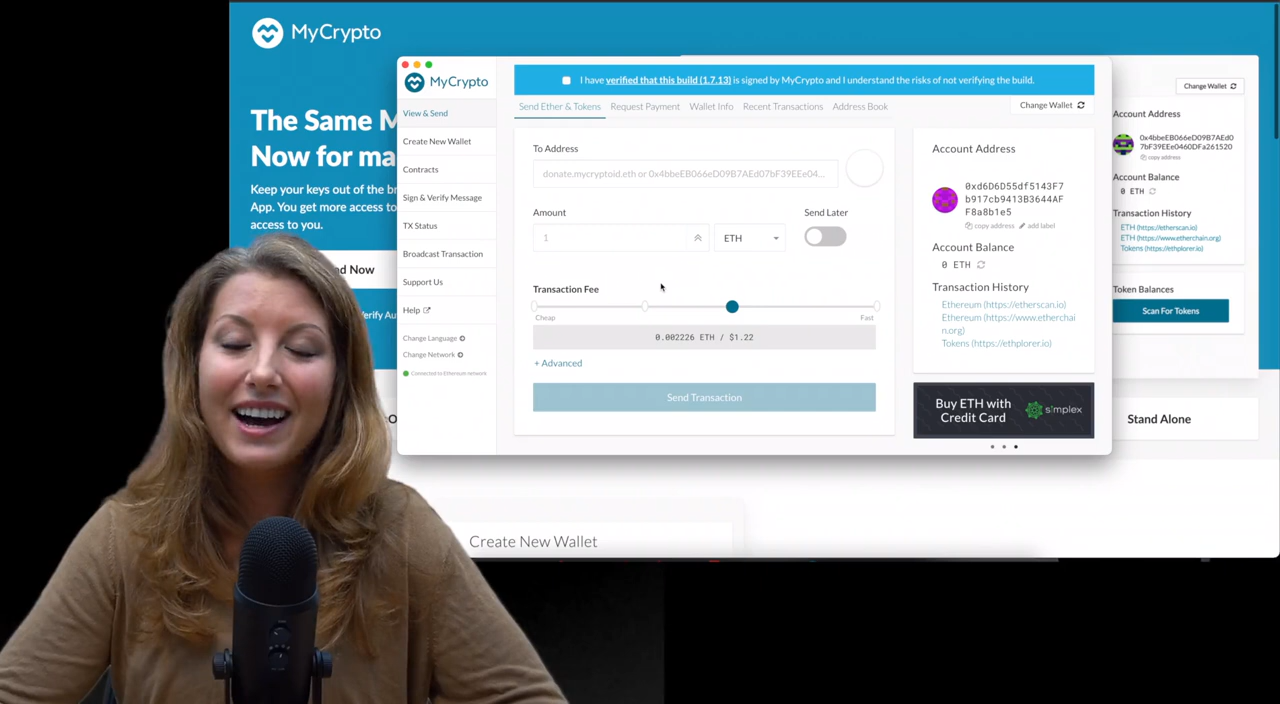 MyCrypto
The Same M
Now for ma
Keep your keys out of the br
App. You get more access to
access to you.
MyCrypto
View & Send
Create New Wallet
Contracts
Sign & Verify Message
TX Status
Broadcast Transaction
Support Us
Help
Change Language
Change Network
Connected to Ethereum network
I have verified that this build (1.7.13) is signed by MyCrypto and I understand the risks of not verifying the build.
Send Ether & Tokens Request Payment Wallet Info Recent Transactions Address Book
Change Wallet
To Address
donate.mycryptoid.eth or 0x4bbeEB066eD09B7AEd07bF39EEe04...
Amount
Send Later
1
ETH
Transaction Fee
Cheap
Fast
0.002226 ETH / $1.22
+ Advanced
Send Transaction
Account Address
0xd6D6D55df5143F7
b917cb9413B3644AF
F8a8b1e5
copy address add label
Account Balance
0 ETH
Transaction History
Ethereum (https://etherscan.io)
Ethereum (https://www.etherchai
n.org)
Tokens (https://ethplorer.io)
Buy ETH with
Credit Card
simplex
Change Wallet
Account Address
0x4bbeEB066eD09B7AEd0
7bF39EEe0460DFa261520
copy address
Account Balance
0 ETH
Transaction History
ETH (https://etherscan.io)
ETH (https://www.etherchain.org)
Tokens (https://ethplorer.io)
Token Balances
Scan For Tokens
Stand Alone
Create New Wallet